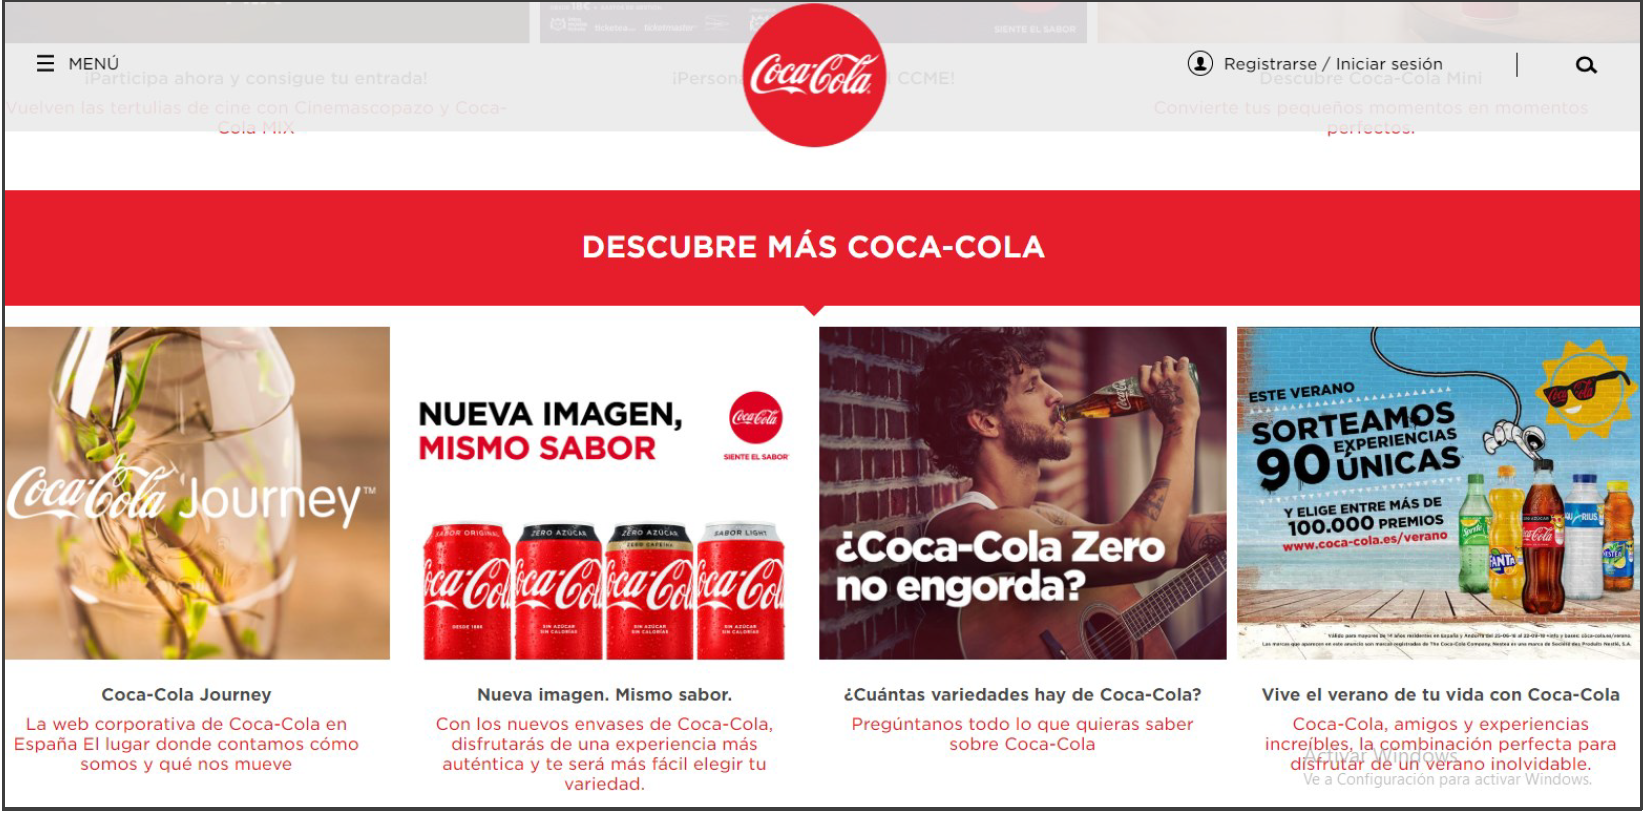 SIENTE EL SABOR
MENÚ
Coca-Cola
Registrarse / Iniciar sesión
¡Participa ahora y consigue tu entrada!
¡Person
l CCME!
Descubre Coca-Cola Mini
Vuelven las tertulias de cine con Cinemascopazo y Coca-
Cola MIX
Convierte tus pequeños momentos en momentos
perfectos.
DESCUBRE MÁS COCA-COLA
Coca-Cola Journey™
NUEVA IMAGEN,
MISMO SABOR
Coca-Cola
SIENTE EL SABOR
SABOR ORIGINAL
ZERO AZÚCAR
ZERO AZÚCAR
ZERO CAFEÍNA
SABOR LIGHT
DESDE 1886
SIN AZÚCAR
SIN CALORÍAS
SIN AZÚCAR
SIN CALORÍAS
SIN AZÚCAR
SIN CALORÍAS
Coca-Cola
¿Coca-Cola Zero
no engorda?
ESTE VERANO
SORTEAMOS
90 EXPERIENCIAS
ÚNICAS
Y ELIGE ENTRE MÁS DE
100.000 PREMIOS
www.coca-cola.es/verano
Coca-Cola
Sprite
FANTA
Coca-Cola
AQUARIUS
NESTEA
Coca-Cola Journey
La web corporativa de Coca-Cola en
España El lugar donde contamos cómo
somos y qué nos mueve
Nueva imagen. Mismo sabor.
Con los nuevos envases de Coca-Cola,
disfrutarás de una experiencia más
auténtica y te será más fácil elegir tu
variedad.
¿Cuántas variedades hay de Coca-Cola?
Pregúntanos todo lo que quieras saber
sobre Coca-Cola
Vive el verano de tu vida con Coca-Cola
Coca-Cola, amigos y experiencias
increíbles, la combinación perfecta para
disfrutar de un verano inolvidable.
Activar Windows
Ve a Configuración para activar Windows.